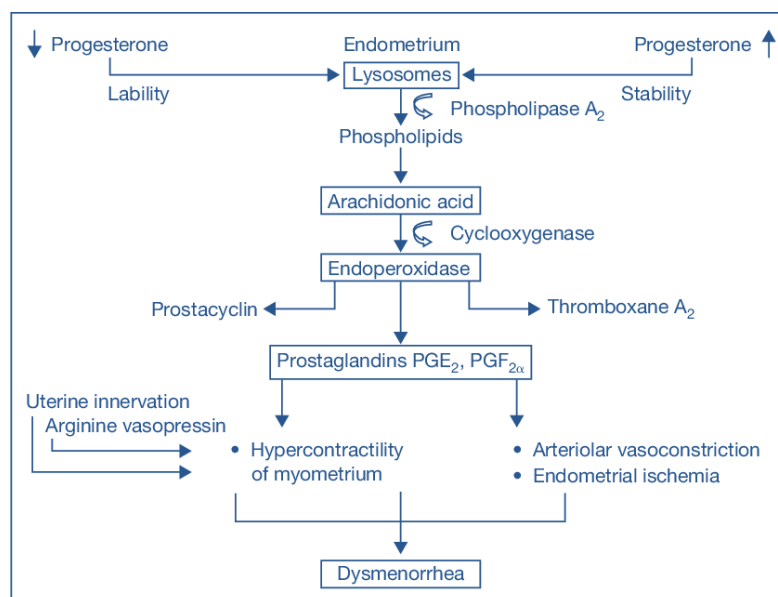 ↓ Progesterone
Endometrium
Progesterone ↑
Lysosomes
Lability
Stability
Phospholipase A₂
Phospholipids
Arachidonic acid
Cyclooxygenase
Endoperoxidase
Prostacyclin
Thromboxane A₂
Prostaglandins PGE₂, PGF₂α
Uterine innervation
Arginine vasopressin
• Hypercontractility
of myometrium
• Arteriolar vasoconstriction
• Endometrial ischemia
Dysmenorrhea